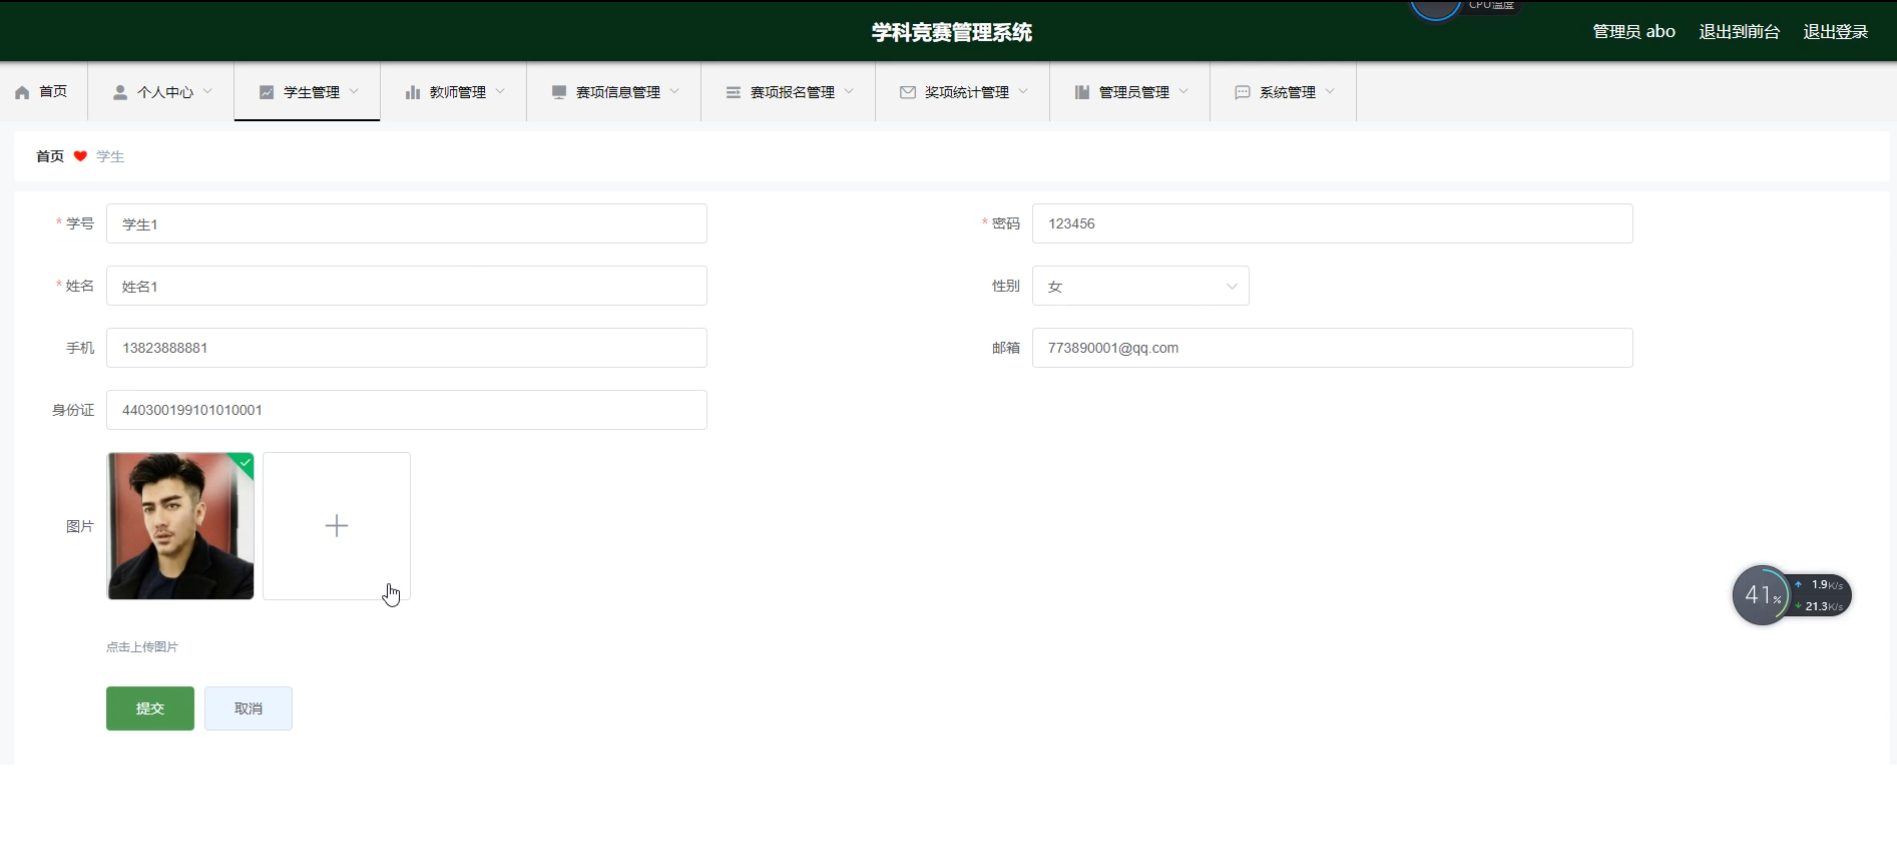 CPU温度
学科竞赛管理系统
管理员 abo 退出到前台 退出登录
首页 个人中心 学生管理 教师管理 赛项信息管理 赛项报名管理 奖项统计管理 管理员管理 系统管理
首页 学生
* 学号 学生1 * 密码 123456
* 姓名 姓名1 性别 女
手机 13823888881 邮箱 773890001@qq.com
身份证 440300199101010001
图片
点击上传图片
提交 取消
41% 1.9K/s
21.3K/s